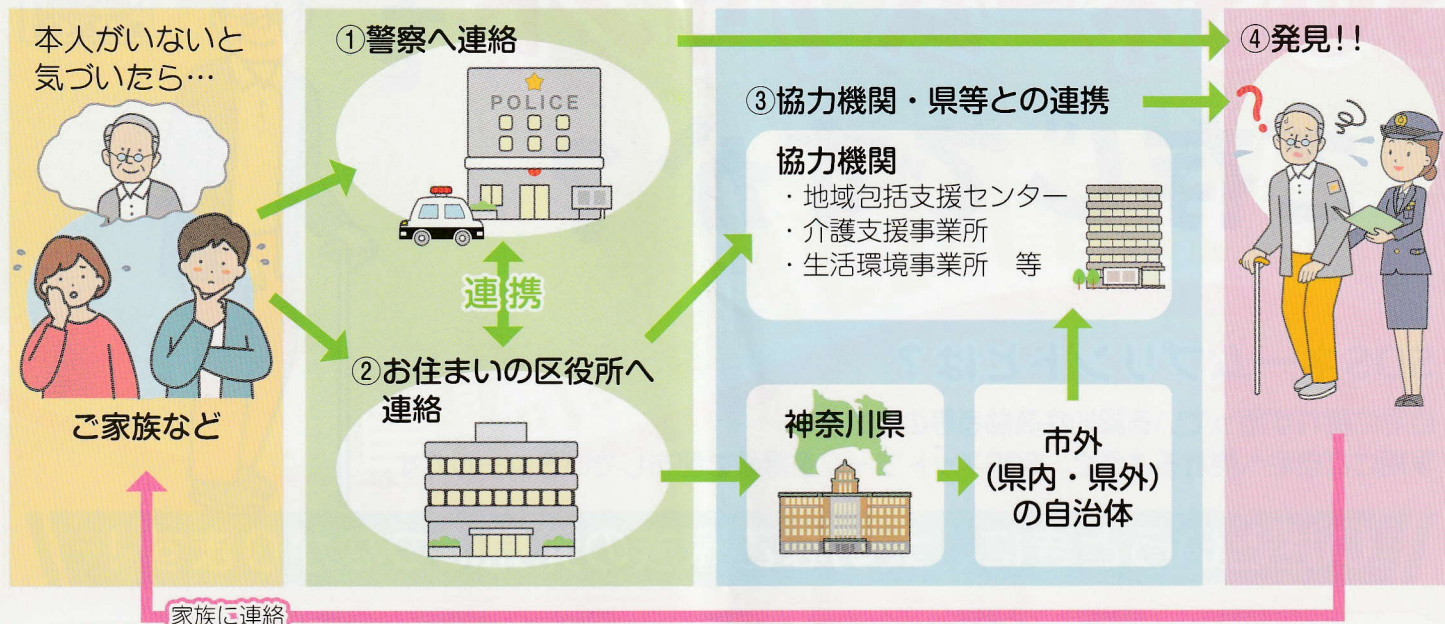 本人がいないと
気づいたら…
ご家族など
①警察へ連絡
POLICE
連携
②お住まいの区役所へ
連絡
③協力機関・県等との連携
協力機関
・地域包括支援センター
・介護支援事業所
・生活環境事業所　等
神奈川県
市外
(県内・県外)
の自治体
④発見!!
?
家族に連絡